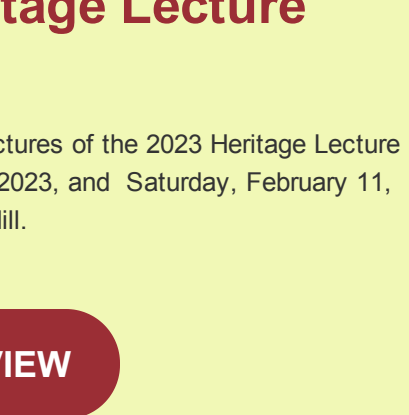 tage Lecture
ctures of the 2023 Heritage Lecture
2023, and Saturday, February 11,
ill.
VIEW